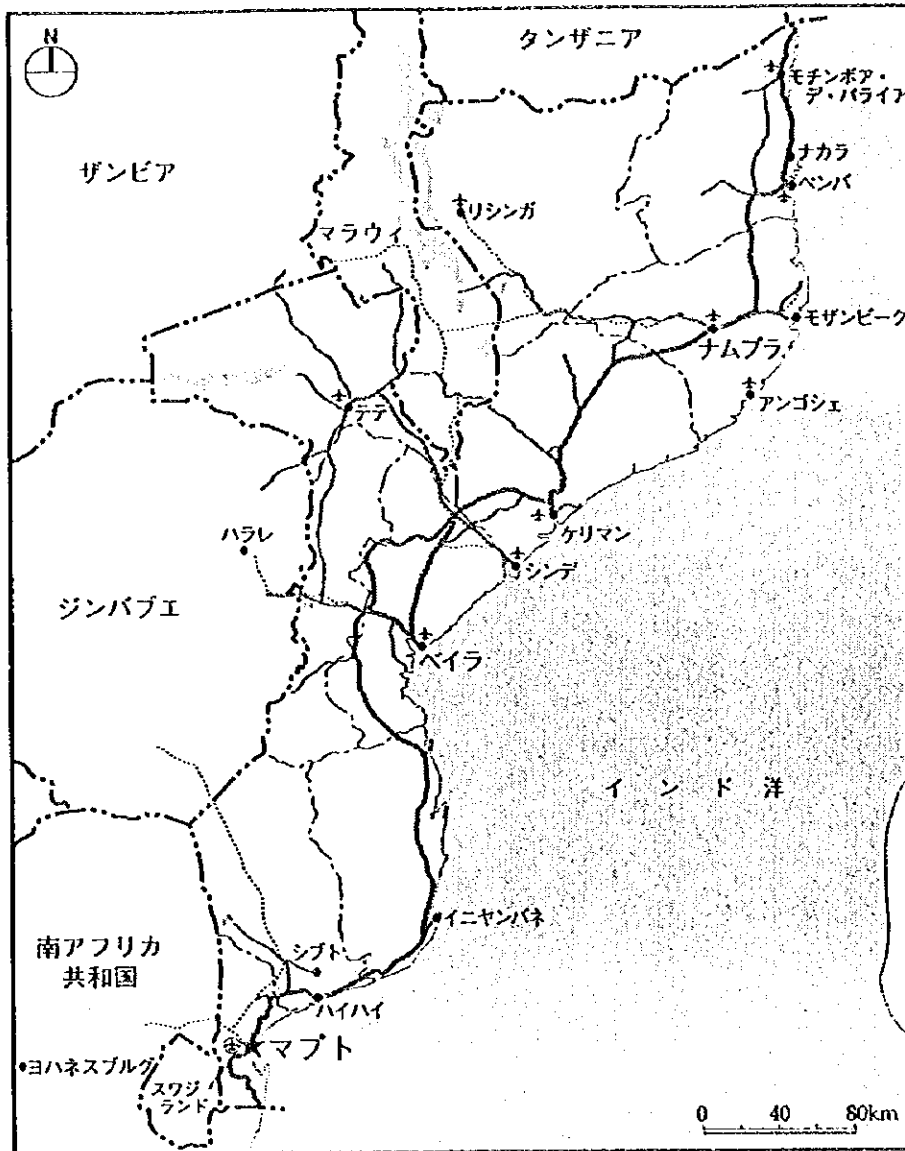 N
タンザニア
モチンボア・
デ・パライア
ザンビア
ナカラ
ペンバ
リシンガ
マラウィ
モザンビーク
ナムプラ
アンゴシェ
テテ
ケリマン
ハラレ
シンデ
ジンバブエ
ベイラ
インド洋
イニヤンバネ
シブト
南アフリカ
共和国
ハイハイ
マプト
ヨハネスブルグ
スワジ
ランド
0 40 80km